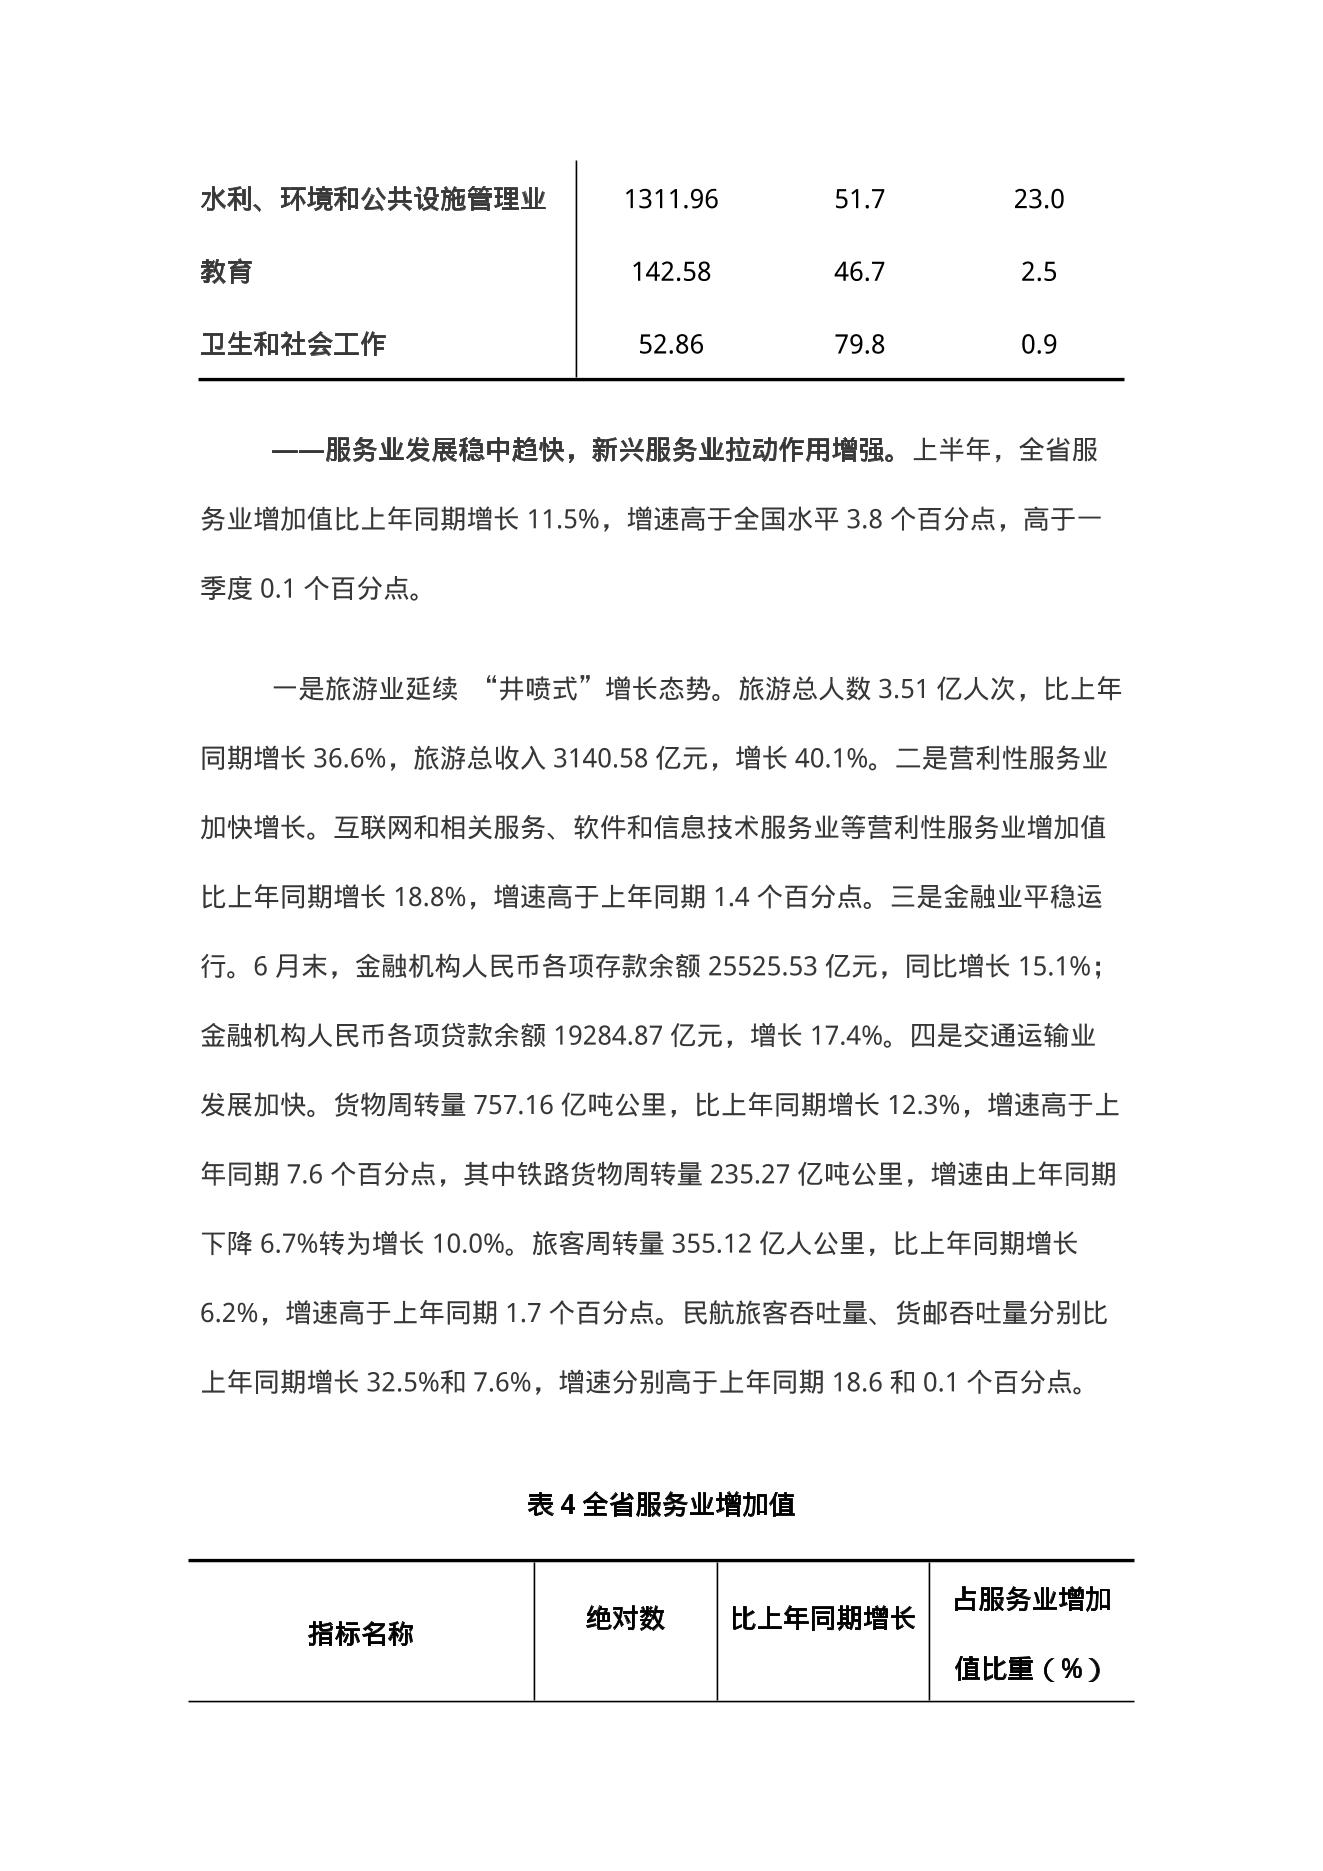 水利、环境和公共设施管理业 1311.96 51.7 23.0
教育 142.58 46.7 2.5
卫生和社会工作 52.86 79.8 0.9
——服务业发展稳中趋快，新兴服务业拉动作用增强。上半年，全省服
务业增加值比上年同期增长 11.5%，增速高于全国水平 3.8 个百分点，高于一
季度 0.1 个百分点。
一是旅游业延续 “井喷式”增长态势。旅游总人数 3.51 亿人次，比上年
同期增长 36.6%，旅游总收入 3140.58 亿元，增长 40.1%。二是营利性服务业
加快增长。互联网和相关服务、软件和信息技术服务业等营利性服务业增加值
比上年同期增长 18.8%，增速高于上年同期 1.4 个百分点。三是金融业平稳运
行。6 月末，金融机构人民币各项存款余额 25525.53 亿元，同比增长 15.1%；
金融机构人民币各项贷款余额 19284.87 亿元，增长 17.4%。四是交通运输业
发展加快。货物周转量 757.16 亿吨公里，比上年同期增长 12.3%，增速高于上
年同期 7.6 个百分点，其中铁路货物周转量 235.27 亿吨公里，增速由上年同期
下降 6.7%转为增长 10.0%。旅客周转量 355.12 亿人公里，比上年同期增长
6.2%，增速高于上年同期 1.7 个百分点。民航旅客吞吐量、货邮吞吐量分别比
上年同期增长 32.5%和 7.6%，增速分别高于上年同期 18.6 和 0.1 个百分点。
表 4 全省服务业增加值
指标名称 绝对数 比上年同期增长 占服务业增加
值比重（%）